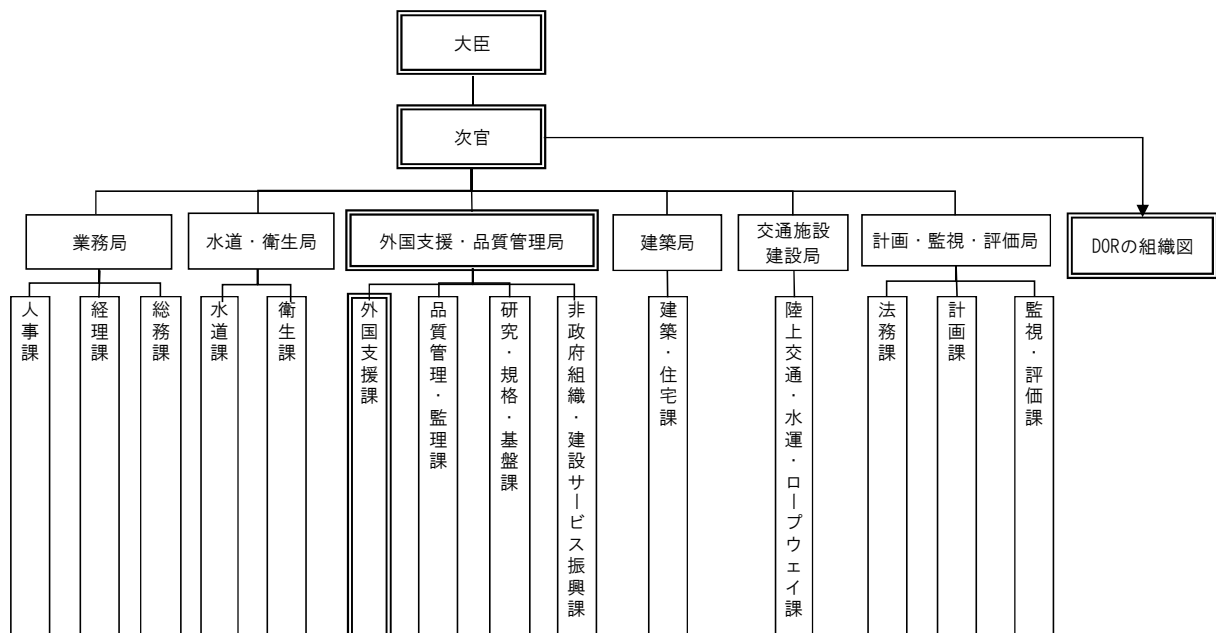 大臣
次官
業務局
水道・衛生局
外国支援・品質管理局
建築局
交通施設
建設局
計画・監視・評価局
DORの組織図
人事課
経理課
総務課
水道課
衛生課
外国支援課
品質管理・監理課
研究・規格・基盤課
非政府組織・建設サービス振興課
建築・住宅課
陸上交通・水運・ロープウェイ課
法務課
計画課
監視・評価課